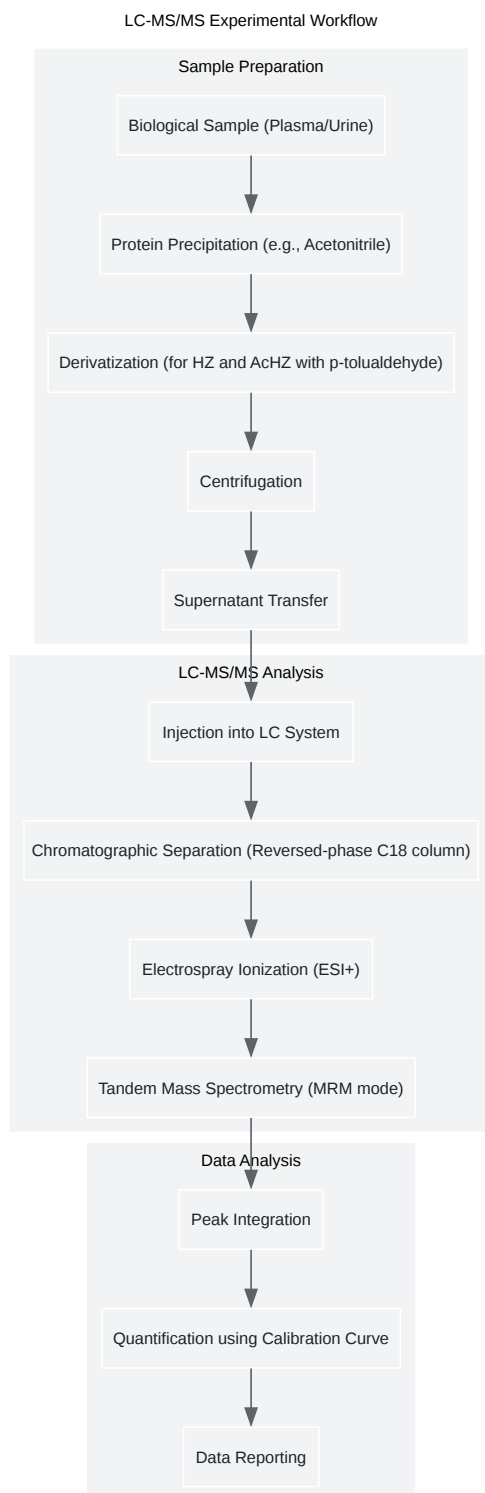 LC-MS/MS Experimental Workflow
Sample Preparation
Biological Sample (Plasma/Urine)
Protein Precipitation (e.g., Acetonitrile)
Derivatization (for HZ and AcHZ with p-tolualdehyde)
Centrifugation
Supernatant Transfer
LC-MS/MS Analysis
Injection into LC System
Chromatographic Separation (Reversed-phase C18 column)
Electrospray Ionization (ESI+)
Tandem Mass Spectrometry (MRM mode)
Data Analysis
Peak Integration
Quantification using Calibration Curve
Data Reporting